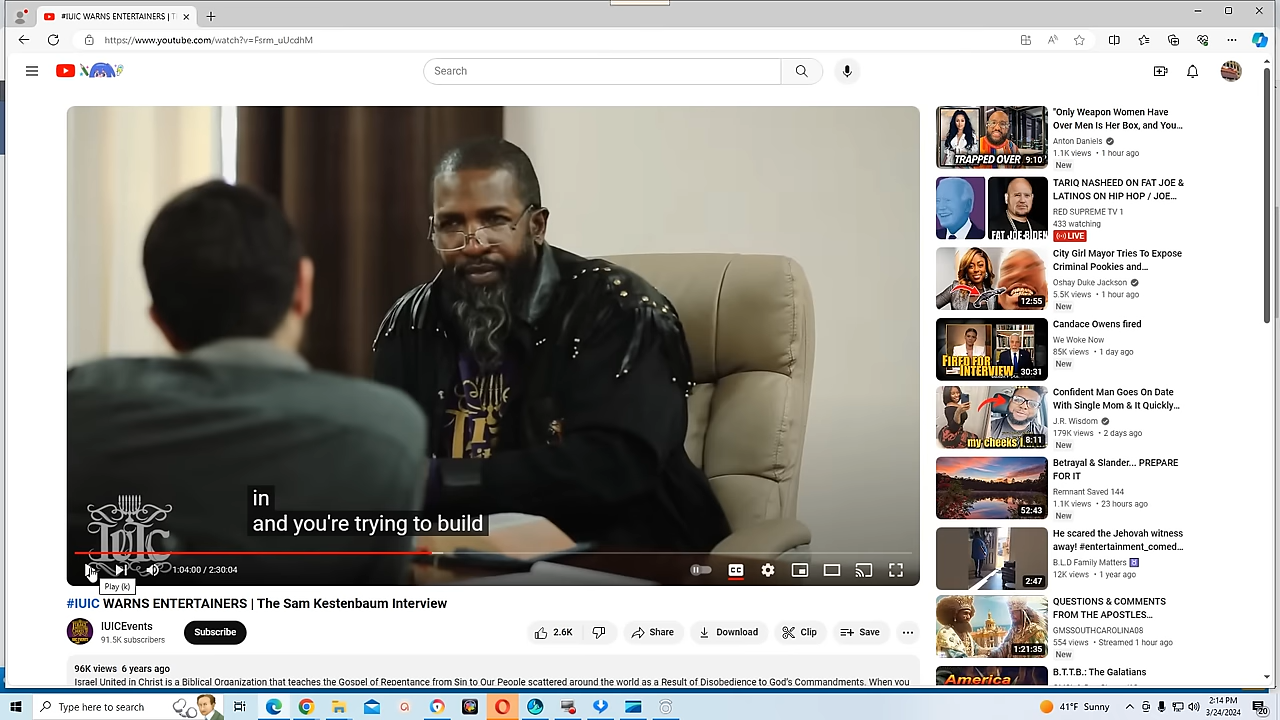 #IUIC WARNS ENTERTAINERS | T
https://www.youtube.com/watch?v=Fsrm_uUcdhM
Search
in
and you're trying to build
IUIC
1:04:00 / 2:30:04
CC
Play (k)
#IUIC WARNS ENTERTAINERS | The Sam Kestenbaum Interview
IUICEvents
91.5K subscribers
Subscribe
2.6K
Share
Download
Clip
Save
96K views 6 years ago
Israel United in Christ is a Biblical Organization that teaches the Gospel of Repentance from Sin to Our People scattered around the world as a Result of Disobedience to God's Commandments. When you
TRAPPED OVER
9:10
"Only Weapon Women Have
Over Men Is Her Box, and You...
Anton Daniels
1.1K views • 1 hour ago
New
FAT JOE-BIDEN
TARIQ NASHEED ON FAT JOE &
LATINOS ON HIP HOP / JOE...
RED SUPREME TV 1
433 watching
LIVE
12:55
City Girl Mayor Tries To Expose
Criminal Pookies and...
Oshay Duke Jackson
5.5K views • 1 hour ago
New
FIRED FOR
INTERVIEW
30:31
Candace Owens fired
We Woke Now
85K views • 1 day ago
New
my cheeks
8:11
Confident Man Goes On Date
With Single Mom & It Quickly...
J.R. Wisdom
179K views • 2 days ago
New
52:43
Betrayal & Slander... PREPARE
FOR IT
Remnant Saved 144
1.1K views • 23 hours ago
New
2:47
He scared the Jehovah witness
away! #entertainment_comed...
B.L.D Family Matters
12K views • 1 year ago
1:21:35
QUESTIONS & COMMENTS
FROM THE APOSTLES...
GMSSOUTHCAROLINA08
554 views • Streamed 1 hour ago
New
America
B.T.T.B.: The Galatians
Type here to search
41°F Sunny
2:14 PM
3/24/2024
20